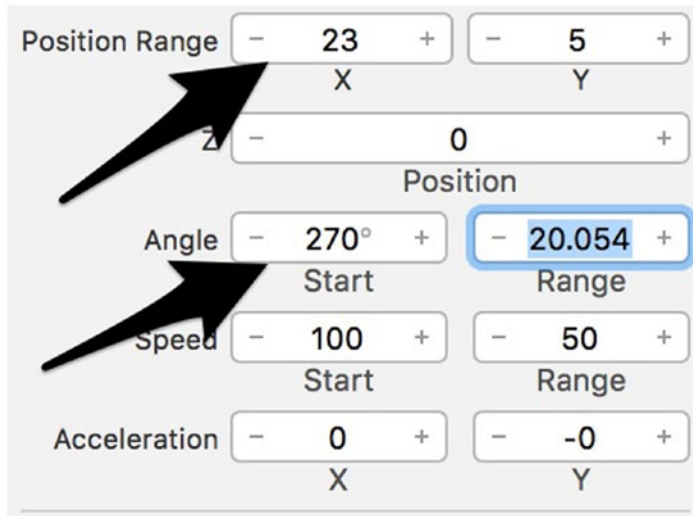 Position Range - 23 + - 5 +
X Y
Z - 0 +
Position
Angle - 270° + - 20.054 +
Start Range
Speed - 100 + - 50 +
Start Range
Acceleration - 0 + - -0 +
X Y